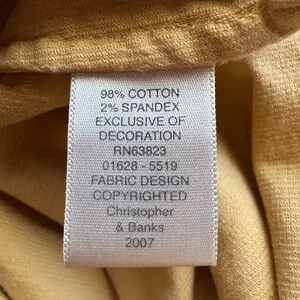 98% COTTON
2% SPANDEX
EXCLUSIVE OF
DECORATION
RN63823
01628 - 5519
FABRIC DESIGN
COPYRIGHTED
Christopher
& Banks
2007